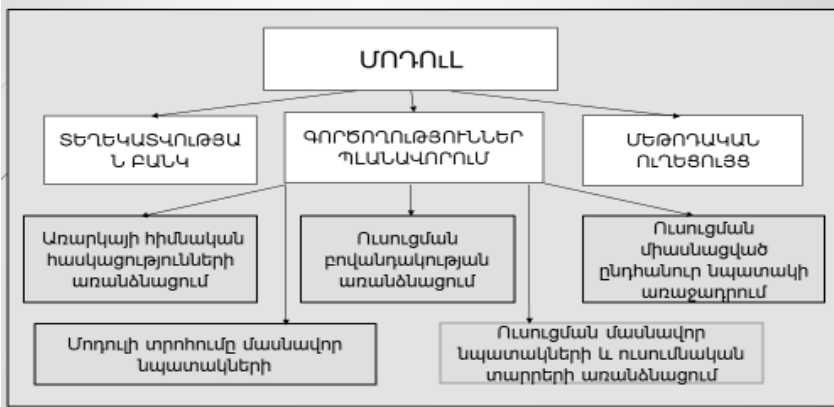 ՄՈԴՈւԼ
ՏԵՂԵԿԱՏՎՈւԹՅԱ
Ն ԲԱՆԿ
ԳՈՐԾՈՂՈւԹՅՈՒՆՆԵՐ
ՊԼԱՆԱՎՈՐՈւՄ
ՄԵԹՈԴԱԿԱՆ
ՈւՂԵՑՈւՅՑ
Առարկայի հիմնական
հասկացությունների
առանձնացում
Ուսուցման
բովանդակության
առանձնացում
Ուսուցման
միասնացված
ընդհանուր նպատակի
առաջադրում
Մոդուլի տրոհումը մասնավոր
նպատակների
Ուսուցման մասնավոր
նպատակների և ուսումնական
տարրերի առանձնացում